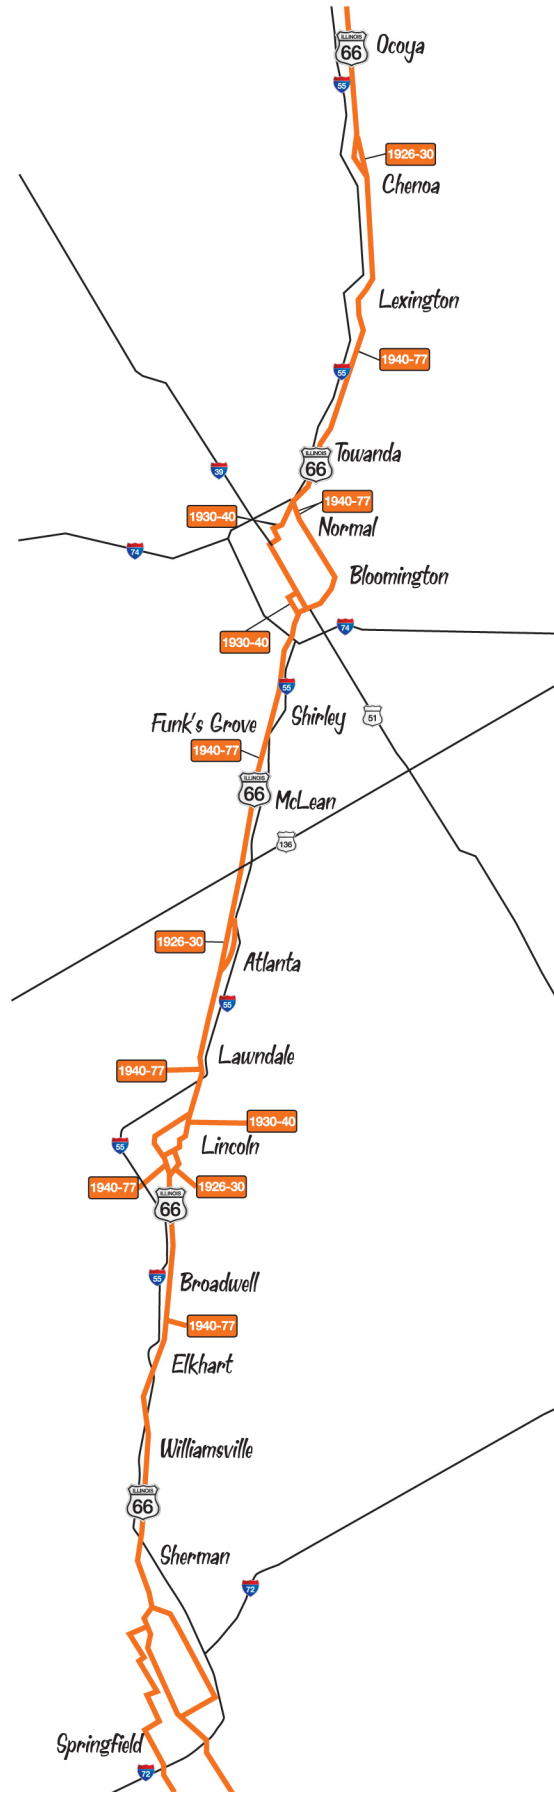 ILLINOIS
66
Ocoya
55
1926-30
Chenoa
Lexington
1940-77
55
Towanda
ILLINOIS
66
39
1940-77
1930-40
Normal
74
Bloomington
74
1930-40
55
Shirley
51
Funk's Grove
1940-77
ILLINOIS
66
McLean
136
1926-30
Atlanta
55
Lawndale
1940-77
1930-40
55
Lincoln
1940-77
1926-30
ILLINOIS
66
55
Broadwell
1940-77
Elkhart
Williamsville
ILLINOIS
66
Sherman
72
Springfield
72